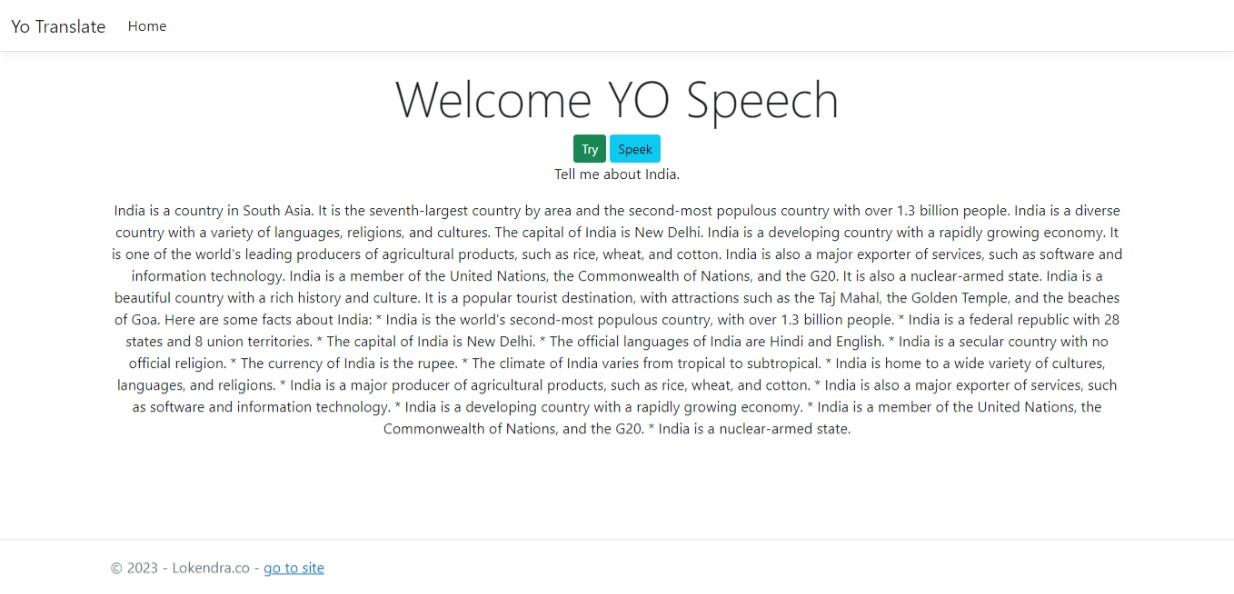 Yo Translate Home
Welcome YO Speech
Try Speek
Tell me about India.
India is a country in South Asia. It is the seventh-largest country by area and the second-most populous country with over 1.3 billion people. India is a diverse
country with a variety of languages, religions, and cultures. The capital of India is New Delhi. India is a developing country with a rapidly growing economy. It
is one of the world's leading producers of agricultural products, such as rice, wheat, and cotton. India is also a major exporter of services, such as software and
information technology. India is a member of the United Nations, the Commonwealth of Nations, and the G20. It is also a nuclear-armed state. India is a
beautiful country with a rich history and culture. It is a popular tourist destination, with attractions such as the Taj Mahal, the Golden Temple, and the beaches
of Goa. Here are some facts about India: * India is the world's second-most populous country, with over 1.3 billion people. * India is a federal republic with 28
states and 8 union territories. * The capital of India is New Delhi. * The official languages of India are Hindi and English. * India is a secular country with no
official religion. * The currency of India is the rupee. * The climate of India varies from tropical to subtropical. * India is home to a wide variety of cultures,
languages, and religions. * India is a major producer of agricultural products, such as rice, wheat, and cotton. * India is also a major exporter of services, such
as software and information technology. * India is a developing country with a rapidly growing economy. * India is a member of the United Nations, the
Commonwealth of Nations, and the G20. * India is a nuclear-armed state.
© 2023 - Lokendra.co - go to site